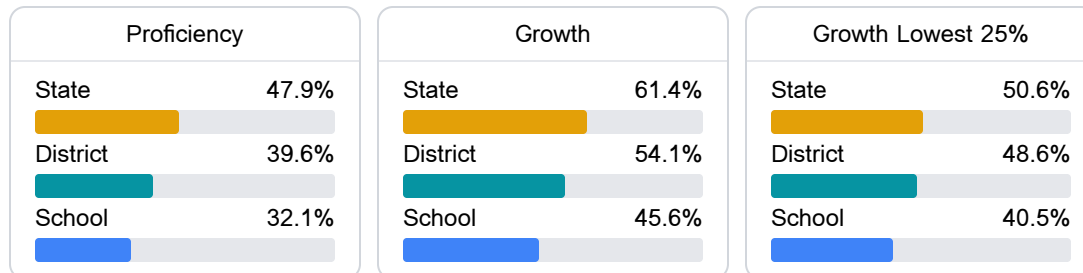 Proficiency
State 47.9%
District 39.6%
School 32.1%
Growth
State 61.4%
District 54.1%
School 45.6%
Growth Lowest 25%
State 50.6%
District 48.6%
School 40.5%